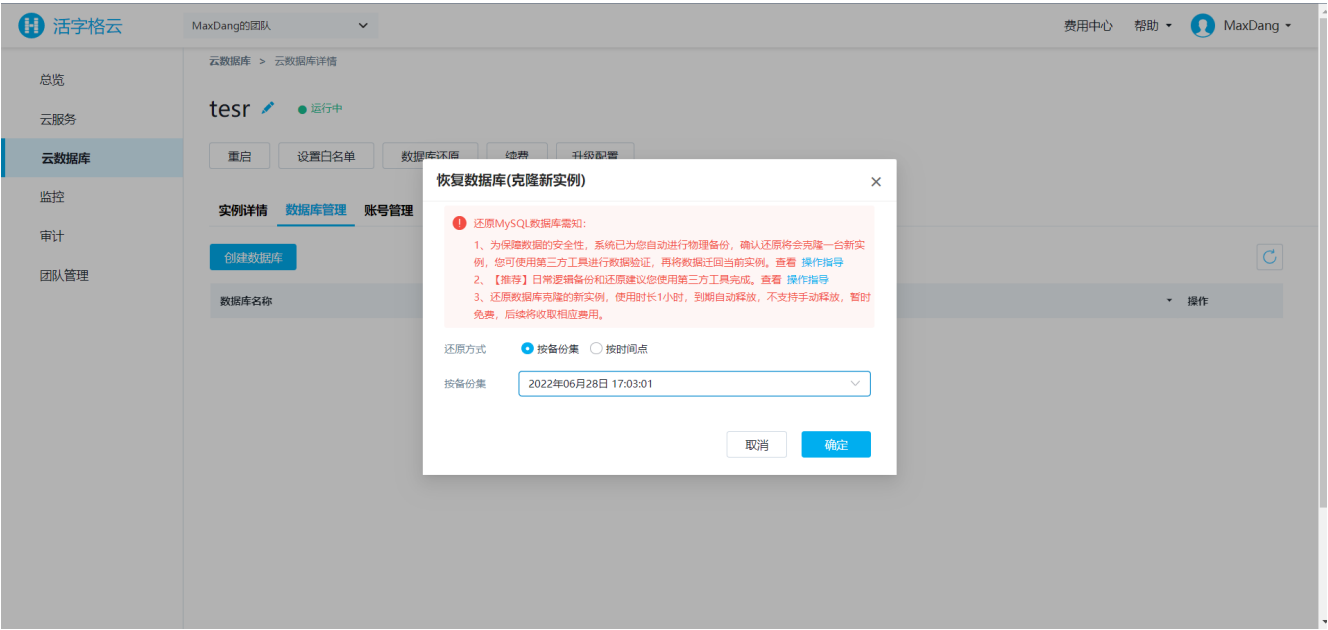 活字格云
MaxDang的团队
费用中心 帮助 MaxDang
总览
云服务
云数据库
监控
审计
团队管理
云数据库 > 云数据库详情
tesr 运行中
重启 设置白名单 数据库还原 续费 升级配置
实例详情 数据库管理 账号管理
创建数据库
数据库名称 操作
恢复数据库(克隆新实例)
还原MySQL数据库需知：
1、为保障数据的安全性，系统已为您自动进行物理备份，确认还原将会克隆一台新实
例，您可使用第三方工具进行数据验证，再将数据迁回当前实例。查看 操作指导
2、【推荐】日常逻辑备份和还原建议您使用第三方工具完成。查看 操作指导
3、还原数据库克隆的新实例，使用时长1小时，到期自动释放，不支持手动释放，暂时
免费，后续将收取相应费用。
还原方式 按备份集 按时间点
按备份集 2022年06月28日 17:03:01
取消 确定